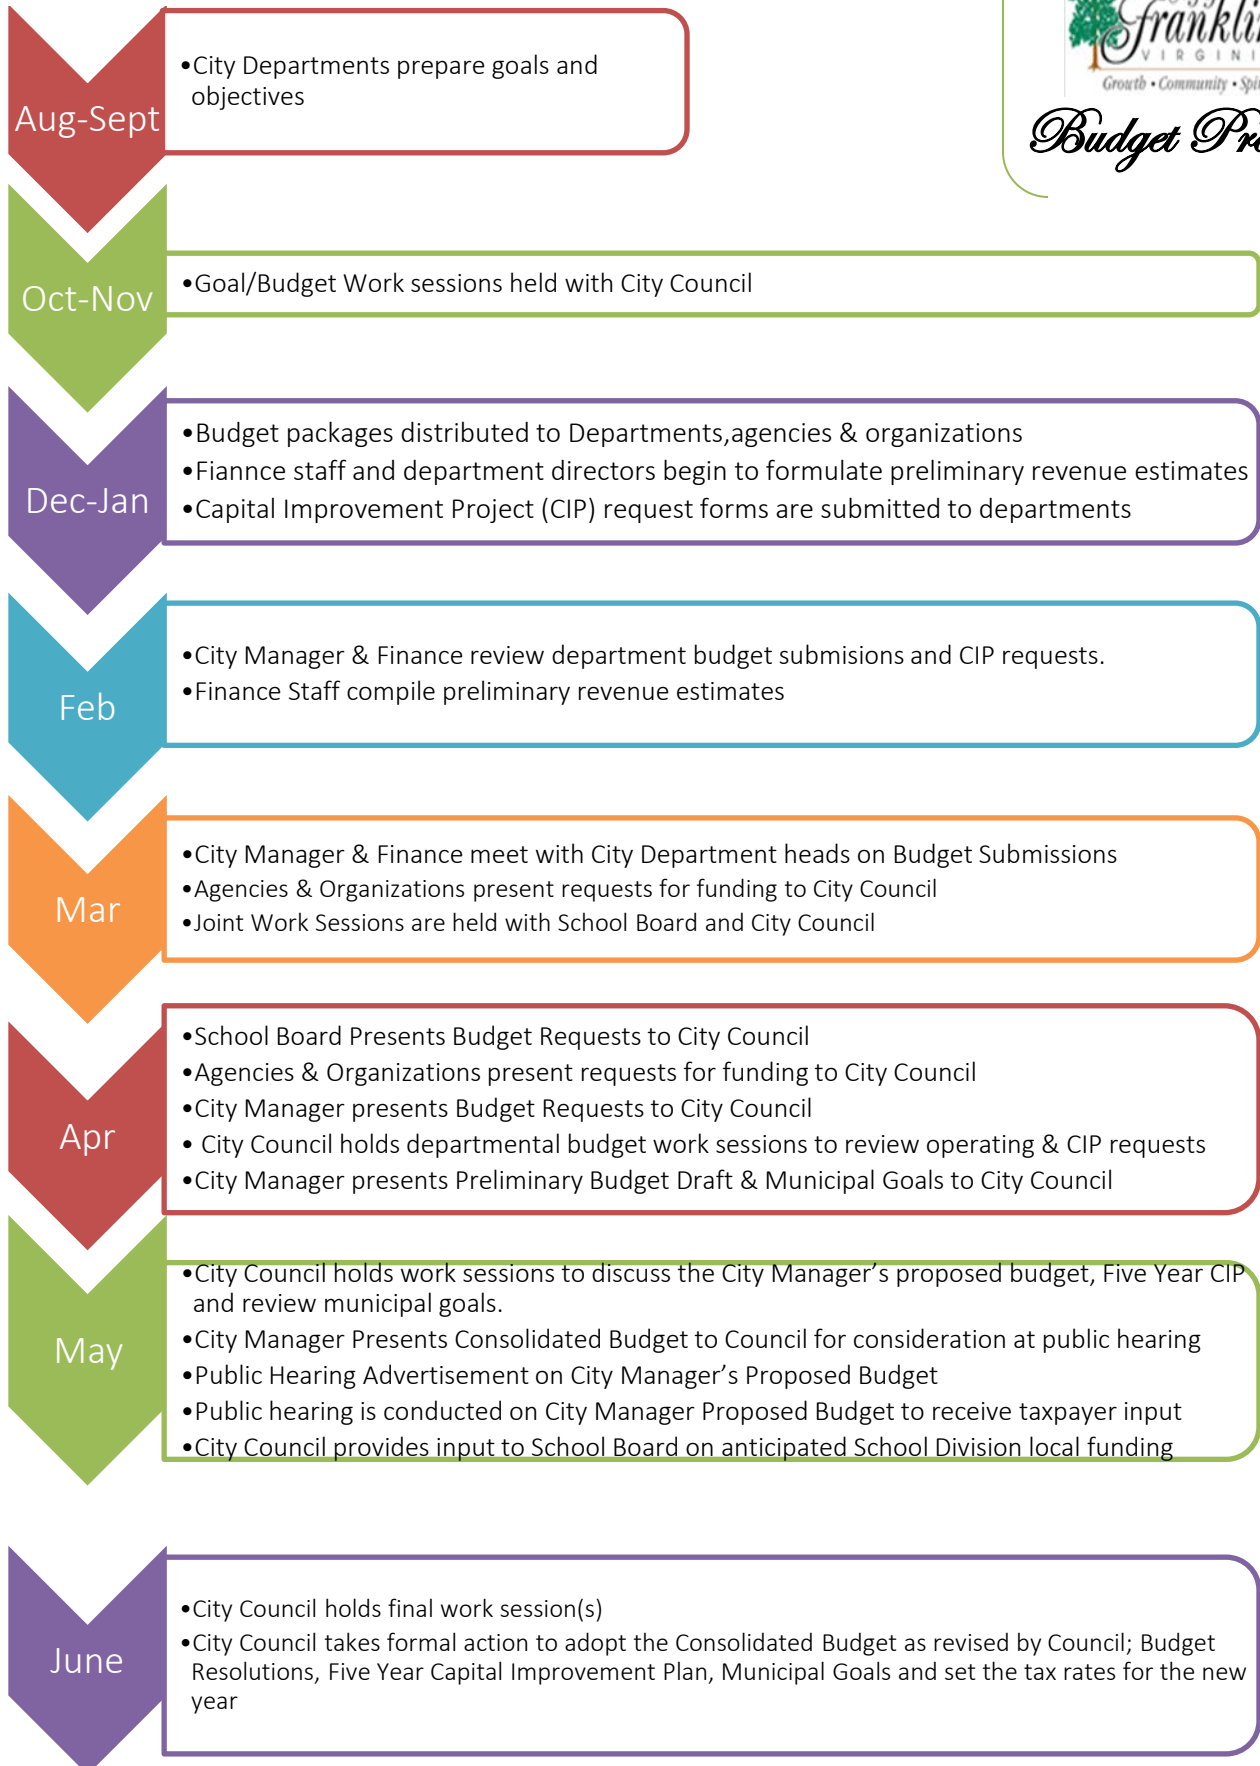 Franklin
VIRGINI
Growth • Community • Spi
Budget Pr
Aug-Sept
•City Departments prepare goals and
objectives
Oct-Nov
•Goal/Budget Work sessions held with City Council
Dec-Jan
•Budget packages distributed to Departments,agencies & organizations
•Fiannce staff and department directors begin to formulate preliminary revenue estimates
•Capital Improvement Project (CIP) request forms are submitted to departments
Feb
•City Manager & Finance review department budget submisions and CIP requests.
•Finance Staff compile preliminary revenue estimates
Mar
•City Manager & Finance meet with City Department heads on Budget Submissions
•Agencies & Organizations present requests for funding to City Council
•Joint Work Sessions are held with School Board and City Council
Apr
•School Board Presents Budget Requests to City Council
•Agencies & Organizations present requests for funding to City Council
•City Manager presents Budget Requests to City Council
• City Council holds departmental budget work sessions to review operating & CIP requests
•City Manager presents Preliminary Budget Draft & Municipal Goals to City Council
May
•City Council holds work sessions to discuss the City Manager’s proposed budget, Five Year CIP
and review municipal goals.
•City Manager Presents Consolidated Budget to Council for consideration at public hearing
•Public Hearing Advertisement on City Manager’s Proposed Budget
•Public hearing is conducted on City Manager Proposed Budget to receive taxpayer input
•City Council provides input to School Board on anticipated School Division local funding
June
•City Council holds final work session(s)
•City Council takes formal action to adopt the Consolidated Budget as revised by Council; Budget
Resolutions, Five Year Capital Improvement Plan, Municipal Goals and set the tax rates for the new
year